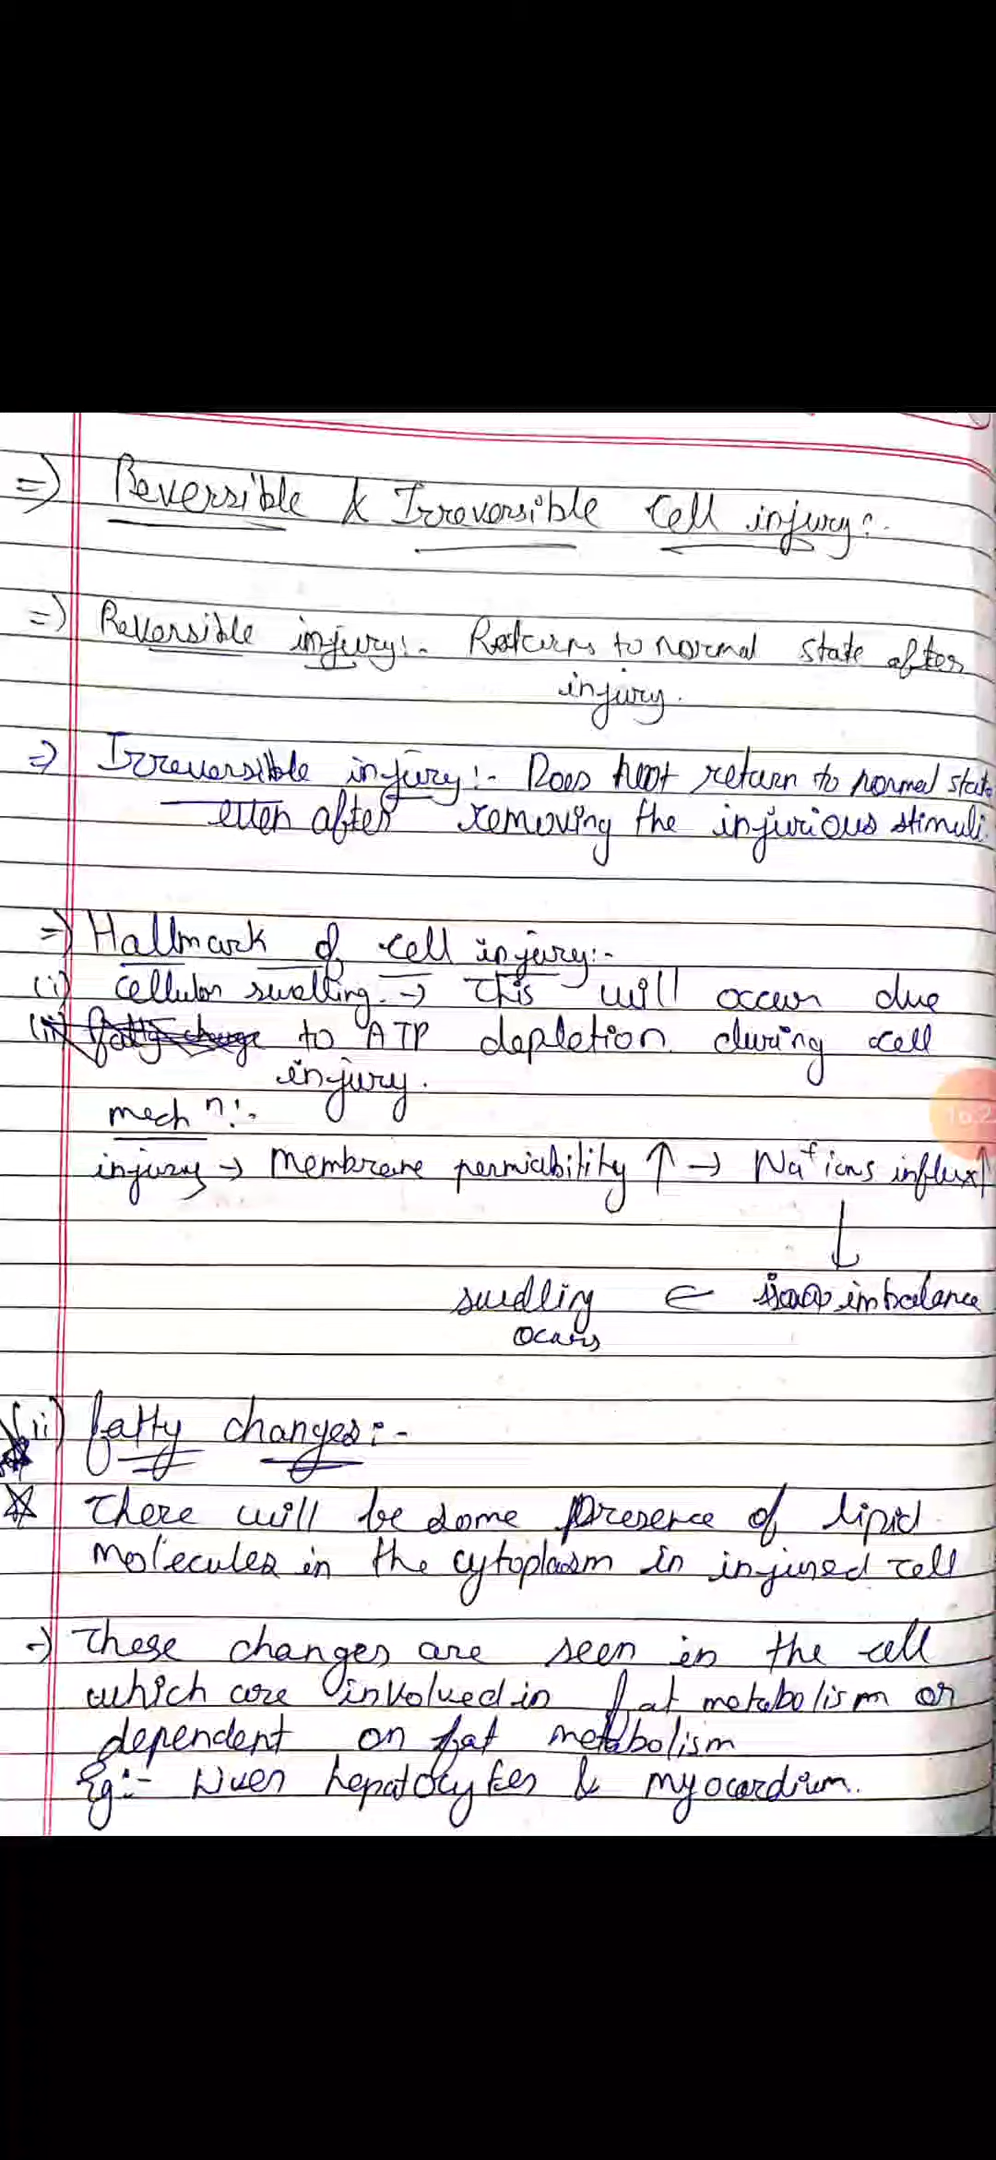 => Reversible & Irreversible Cell injury:-
=> Reversible injury:- Returns to normal state after
injury.
=> Irreversible injury:- Does not return to normal state
even after removing the injurious stimuli.
=> Hallmark of cell injury:-
(i) Cellular swelling. → This will occur due
to ATP depletion during cell
injury.
mech n:-
injury → Membrane permiability ↑ → Na+ ions influx ↑
↓
swelling ← imbalance
occurs
(ii) fatty changes:-
☆ There will be some presence of lipid
molecules in the cytoplasm in injured cell
→ These changes are seen in the cell
which are involved in fat metabolism or
dependent on fat metabolism
Eg:- Liver hepatocytes & myocardium.